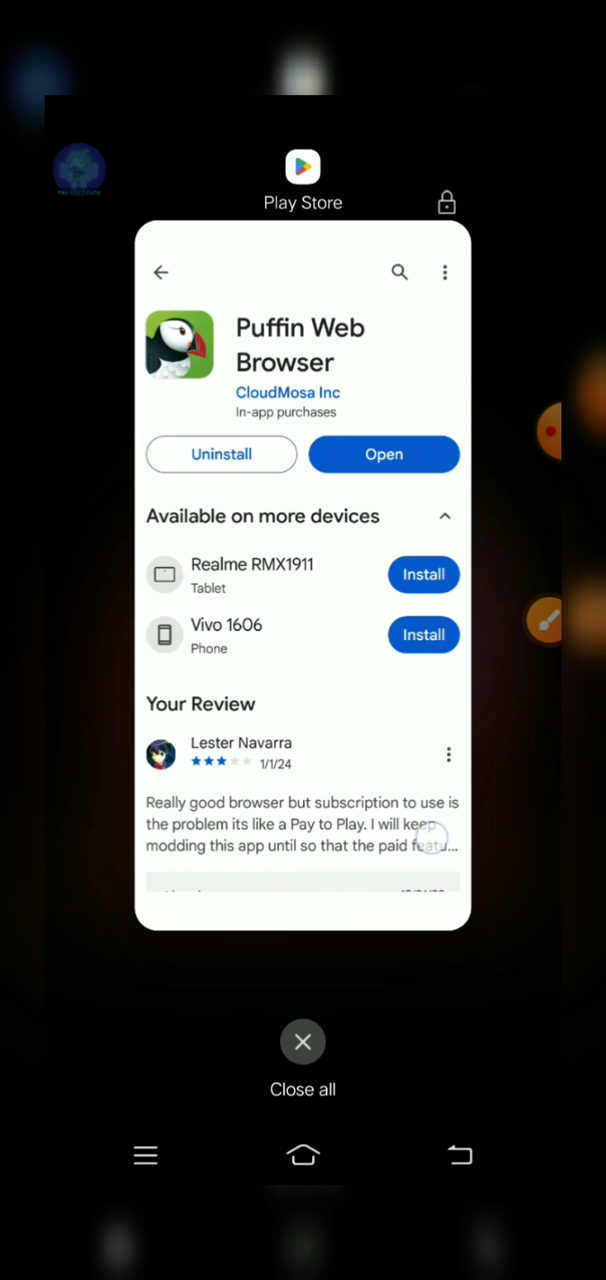 Play Store
Puffin Web
Browser
CloudMosa Inc
In-app purchases
Uninstall
Open
Available on more devices
Realme RMX1911
Tablet
Install
Vivo 1606
Phone
Install
Your Review
Lester Navarra
1/1/24
Really good browser but subscription to use is
the problem its like a Pay to Play. I will keep
modding this app until so that the paid featu...
Close all